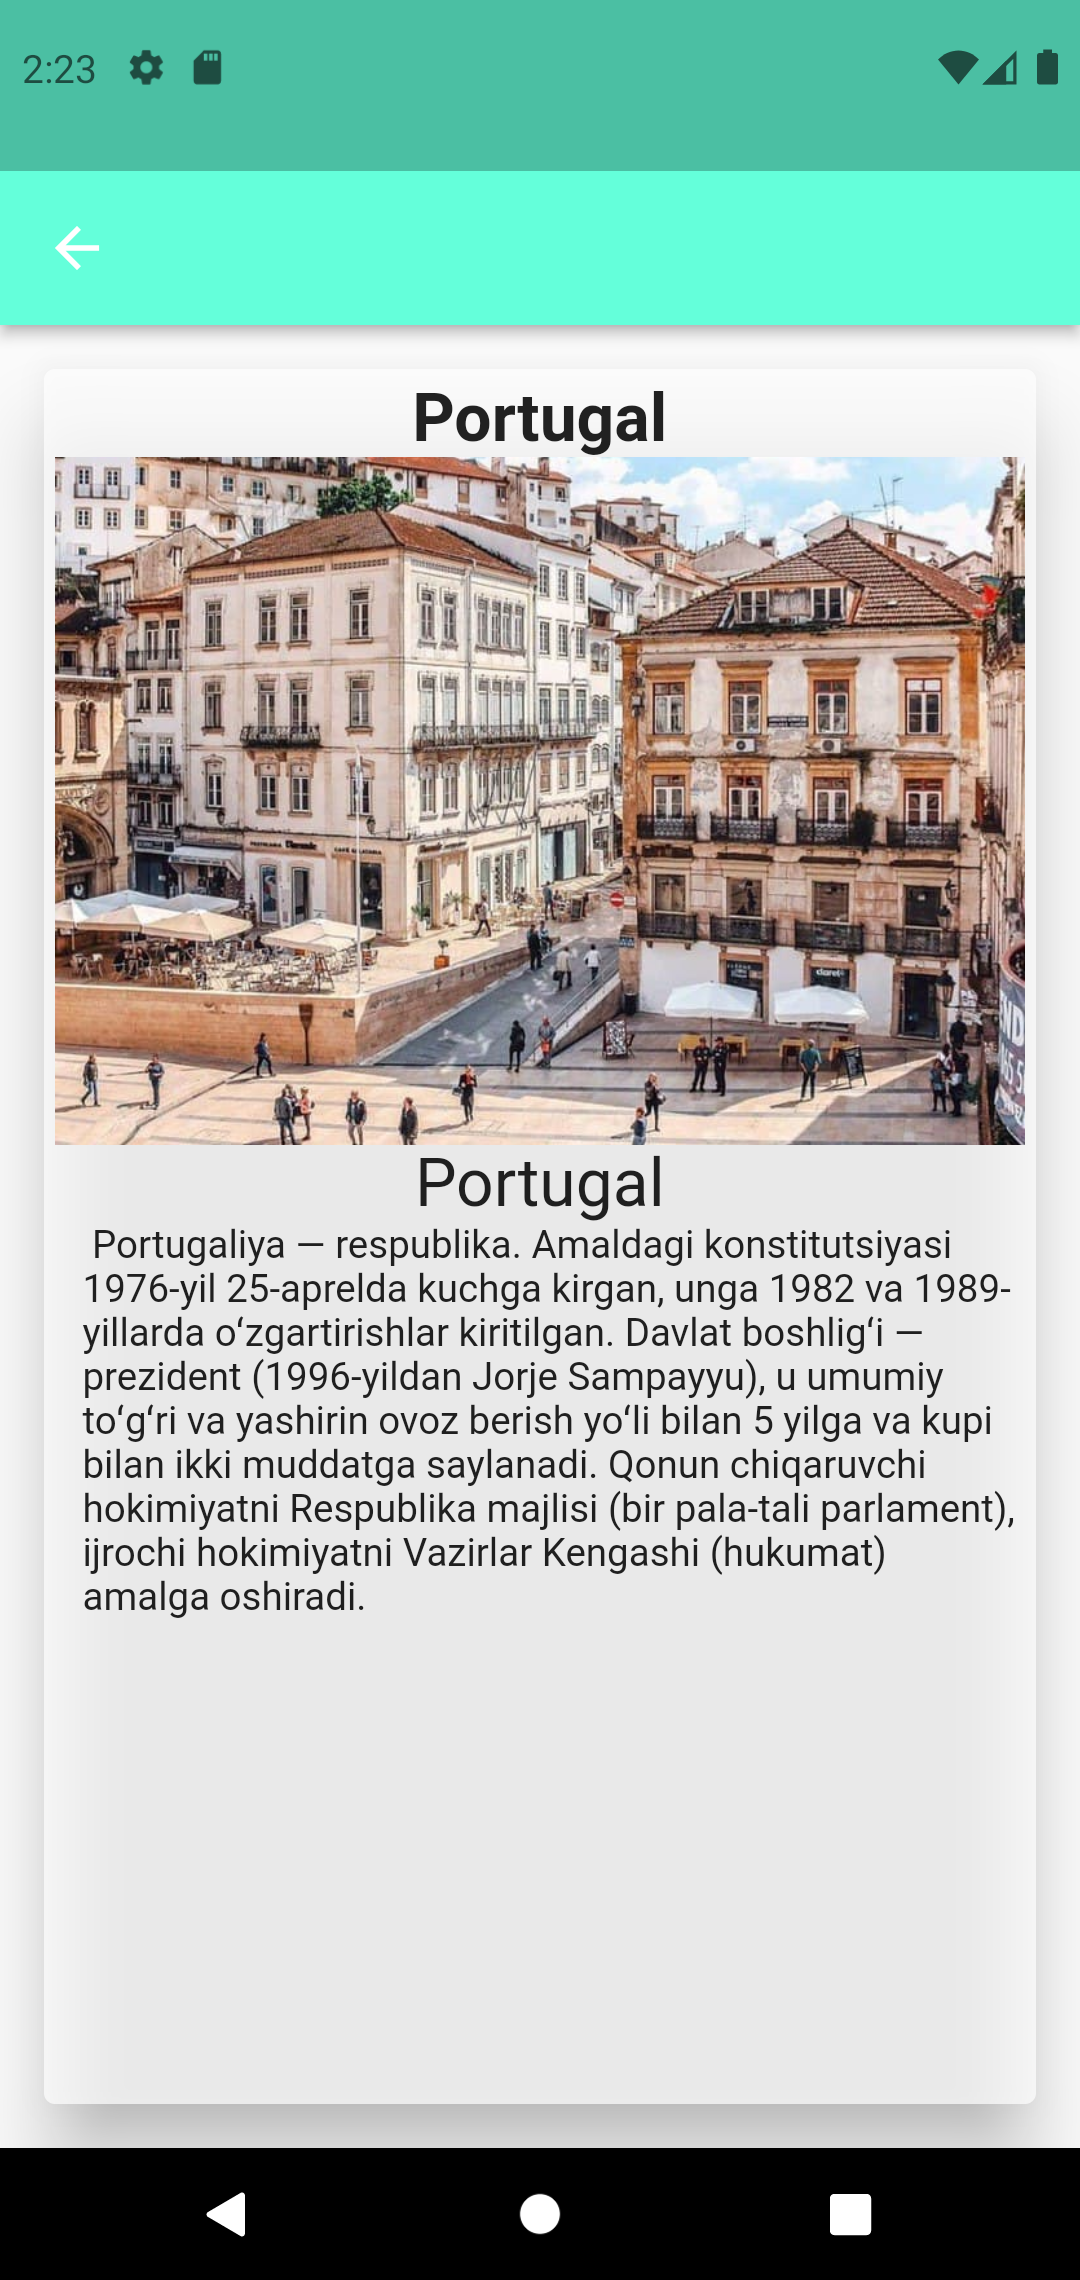 2:23
Portugal
Portugal
Portugaliya — respublika. Amaldagi konstitutsiyasi
1976-yil 25-aprelda kuchga kirgan, unga 1982 va 1989-
yillarda oʻzgartirishlar kiritilgan. Davlat boshligʻi —
prezident (1996-yildan Jorje Sampayyu), u umumiy
toʻgʻri va yashirin ovoz berish yoʻli bilan 5 yilga va kupi
bilan ikki muddatga saylanadi. Qonun chiqaruvchi
hokimiyatni Respublika majlisi (bir pala-tali parlament),
ijrochi hokimiyatni Vazirlar Kengashi (hukumat)
amalga oshiradi.